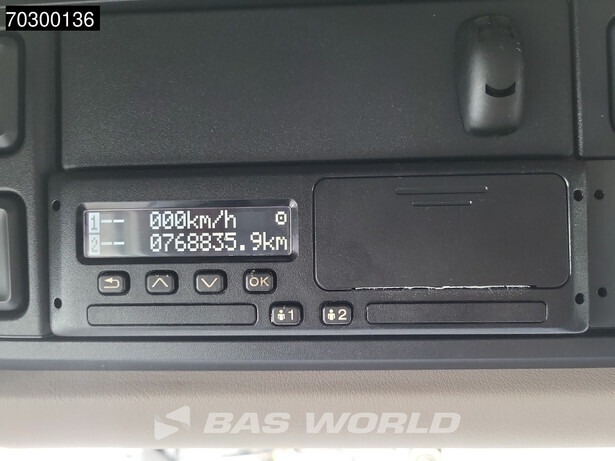 70300136
1 -- 000km/h
2 -- 0768835.9km
OK
1 2
BAS WORLD